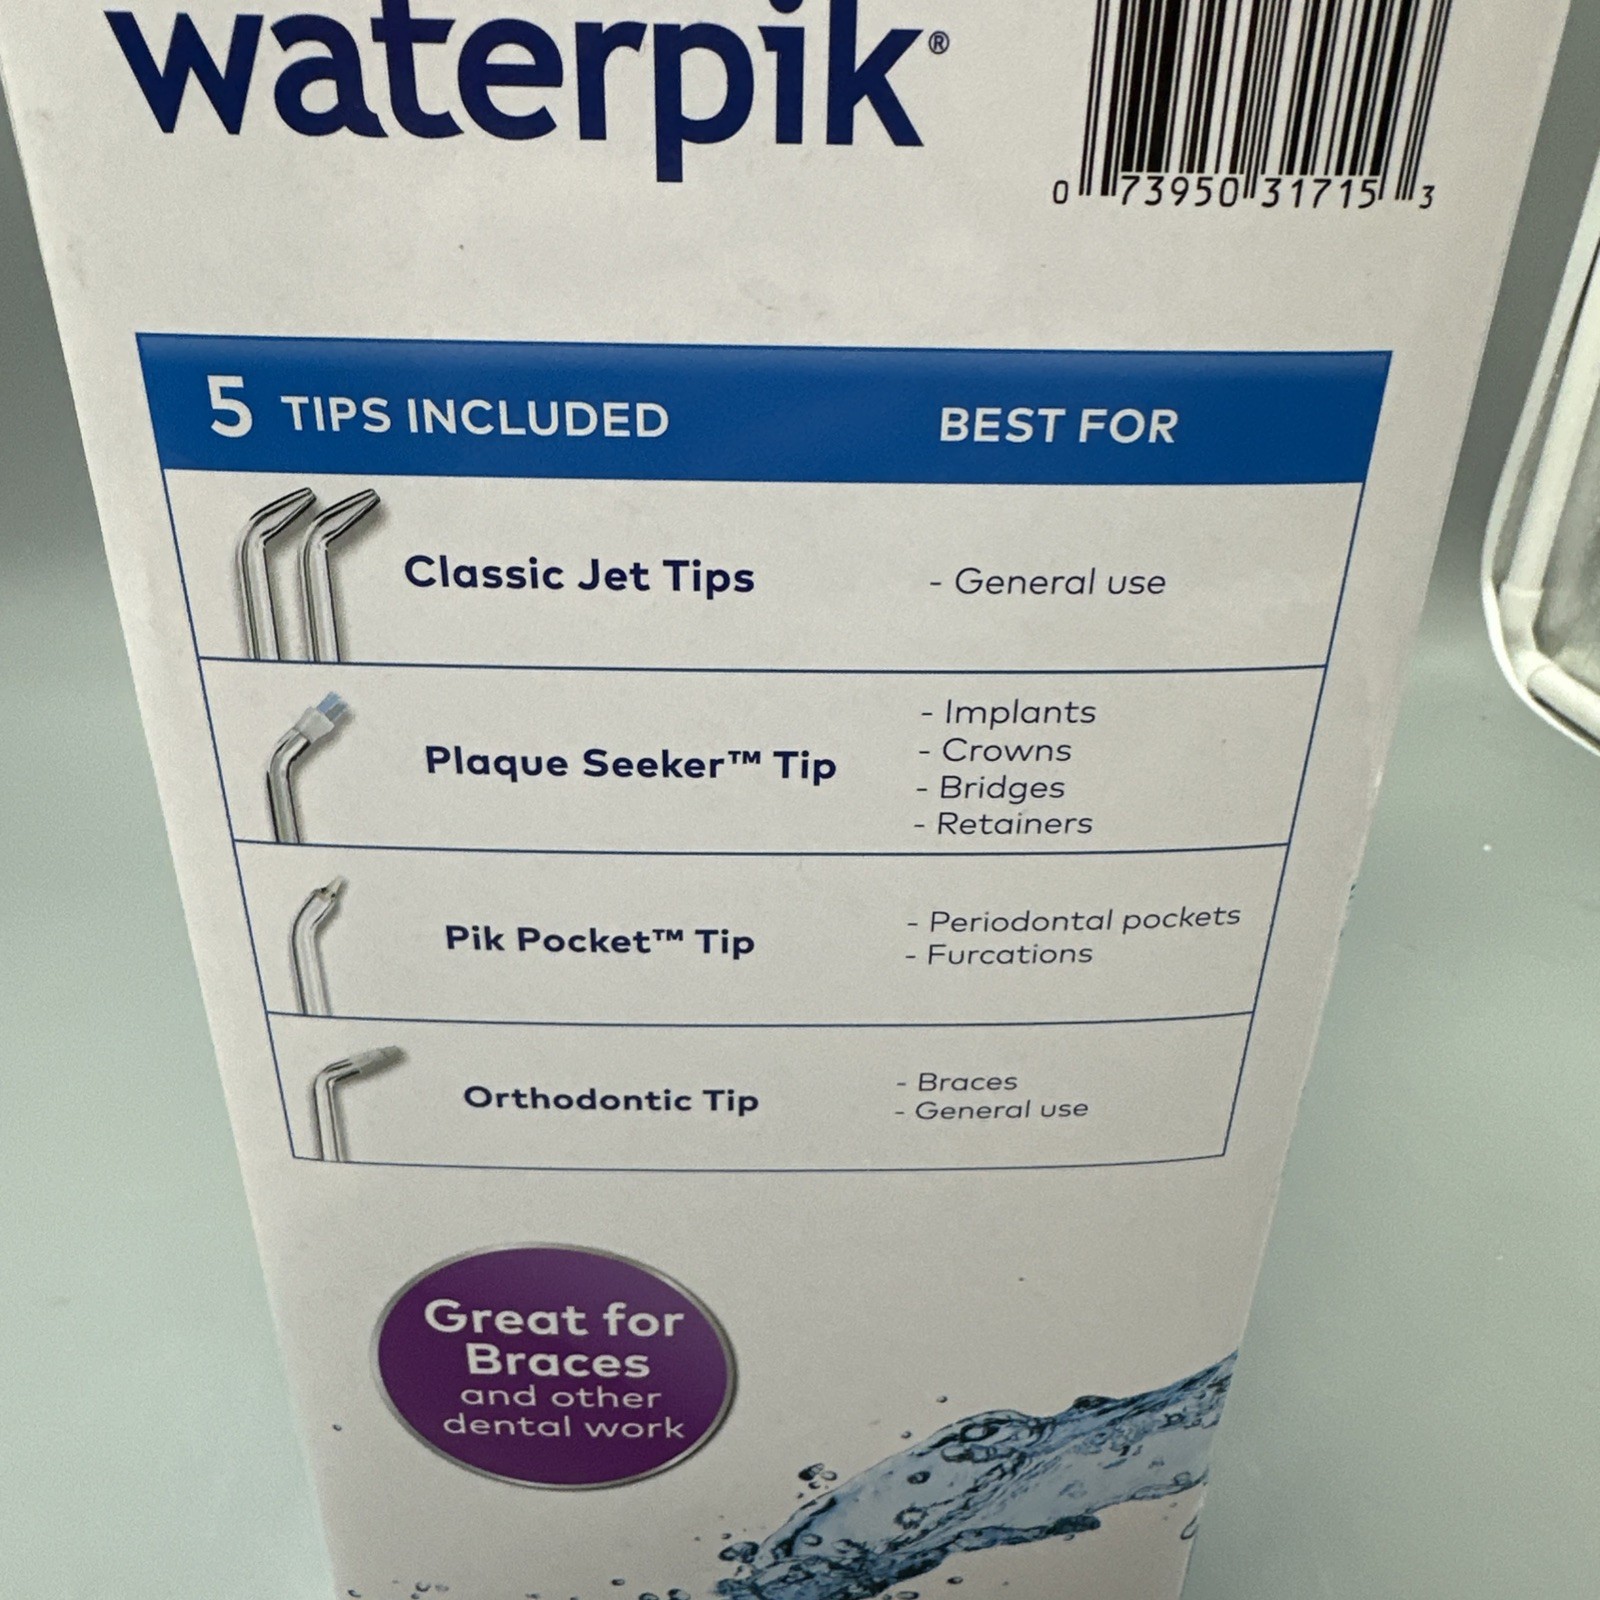 waterpik®
0 73950 31715 3
5 TIPS INCLUDED BEST FOR
Classic Jet Tips - General use
Plaque Seeker™ Tip
- Implants
- Crowns
- Bridges
- Retainers
Pik Pocket™ Tip
- Periodontal pockets
- Furcations
Orthodontic Tip
- Braces
- General use
Great for
Braces
and other
dental work